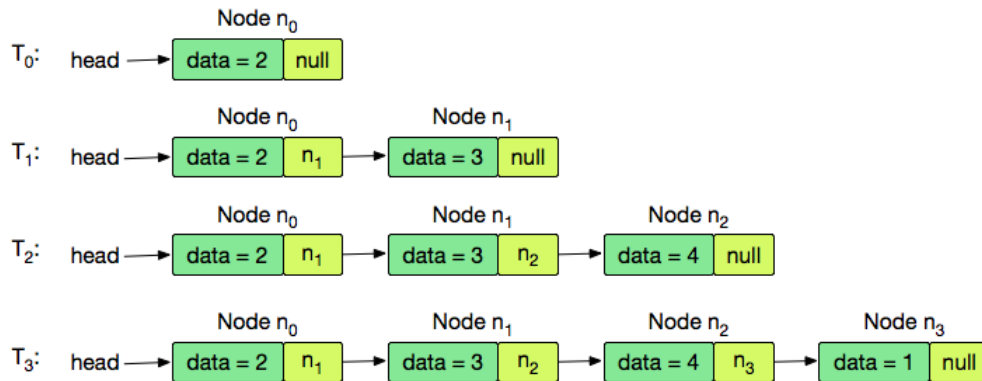 Node n₀
T₀: head data = 2 null
Node n₀ Node n₁
T₁: head data = 2 n₁ data = 3 null
Node n₀ Node n₁ Node n₂
T₂: head data = 2 n₁ data = 3 n₂ data = 4 null
Node n₀ Node n₁ Node n₂ Node n₃
T₃: head data = 2 n₁ data = 3 n₂ data = 4 n₃ data = 1 null